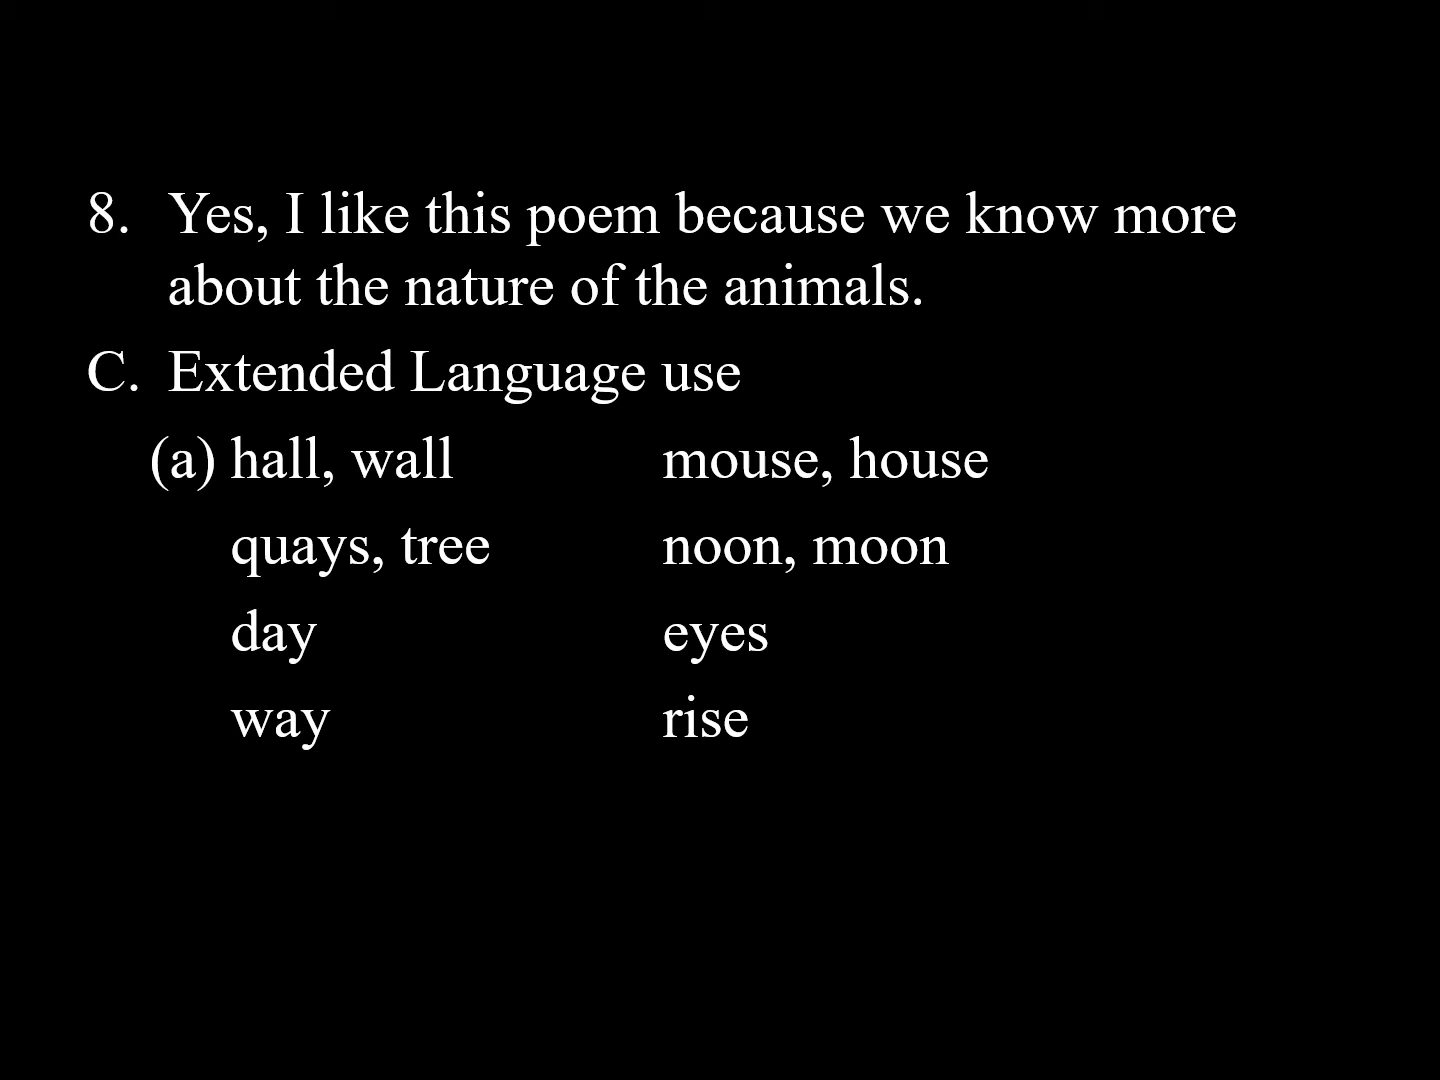 8. Yes, I like this poem because we know more
about the nature of the animals.
C. Extended Language use
(a) hall, wall mouse, house
quays, tree noon, moon
day eyes
way rise